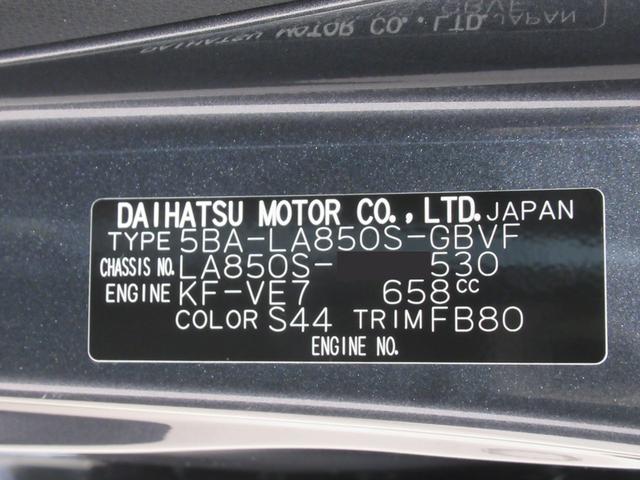 DAIHATSU MOTOR CO., LTD. JAPAN
TYPE 5BA-LA850S-GBVF
CHASSIS NO. LA850S- 530
ENGINE KF-VE7 658cc
COLOR S44 TRIM FB80
ENGINE NO.